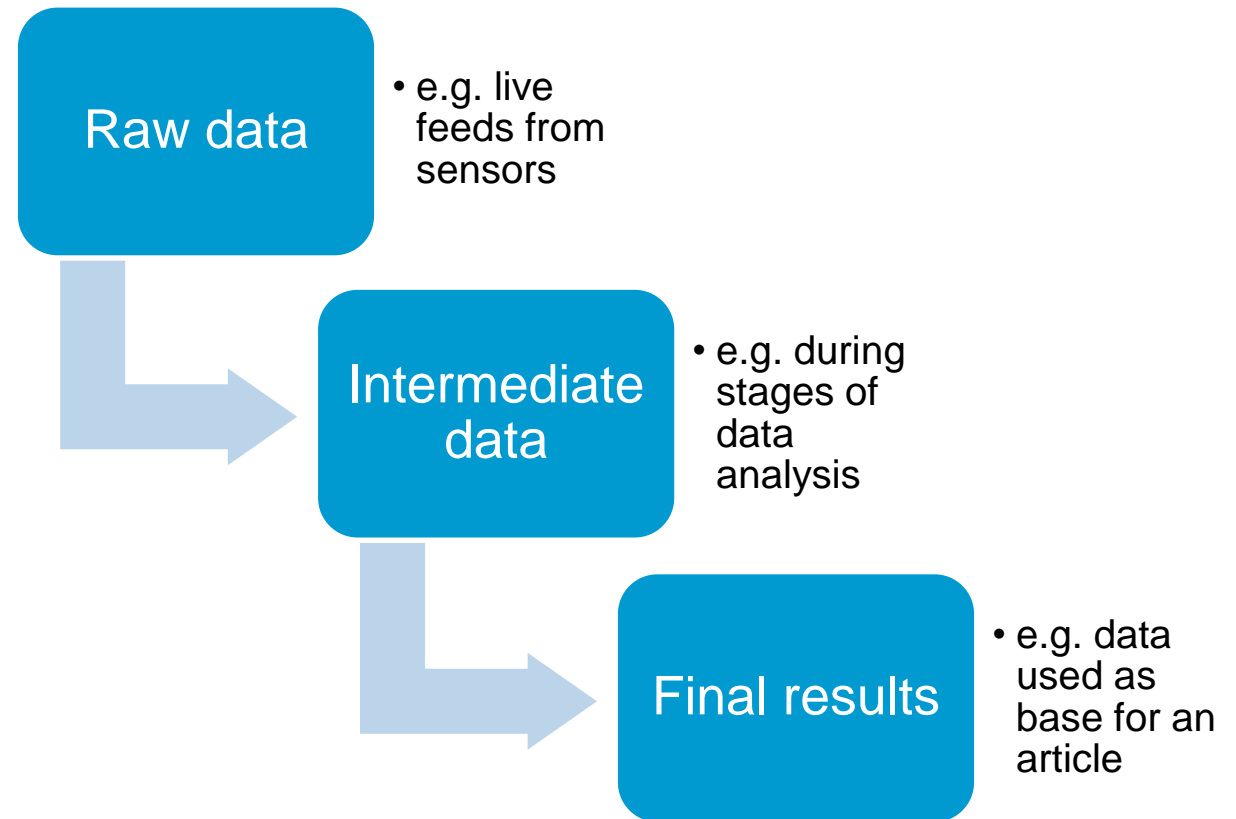 Raw data
• e.g. live
feeds from
sensors
Intermediate
data
• e.g. during
stages of
data
analysis
Final results
• e.g. data
used as
base for an
article